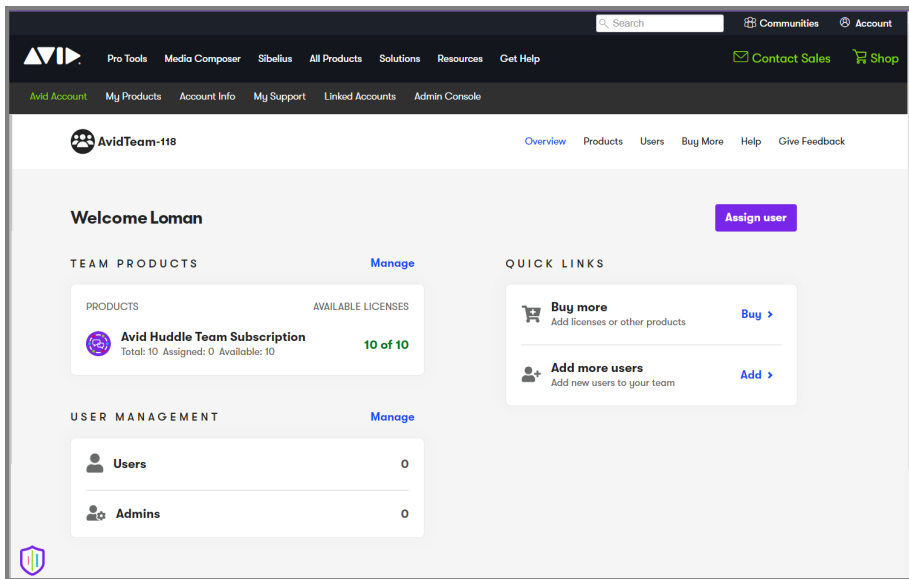 Search
Communities
Account
AVID
Pro Tools Media Composer Sibelius All Products Solutions Resources Get Help
Contact Sales
Shop
Avid Account My Products Account Info My Support Linked Accounts Admin Console
AvidTeam-118
Overview Products Users Buy More Help Give Feedback
Welcome Loman
Assign user
TEAM PRODUCTS
Manage
PRODUCTS
AVAILABLE LICENSES
Avid Huddle Team Subscription
Total: 10 Assigned: 0 Available: 10
10 of 10
USER MANAGEMENT
Manage
Users
0
Admins
0
QUICK LINKS
Buy more
Add licenses or other products
Buy >
Add more users
Add new users to your team
Add >